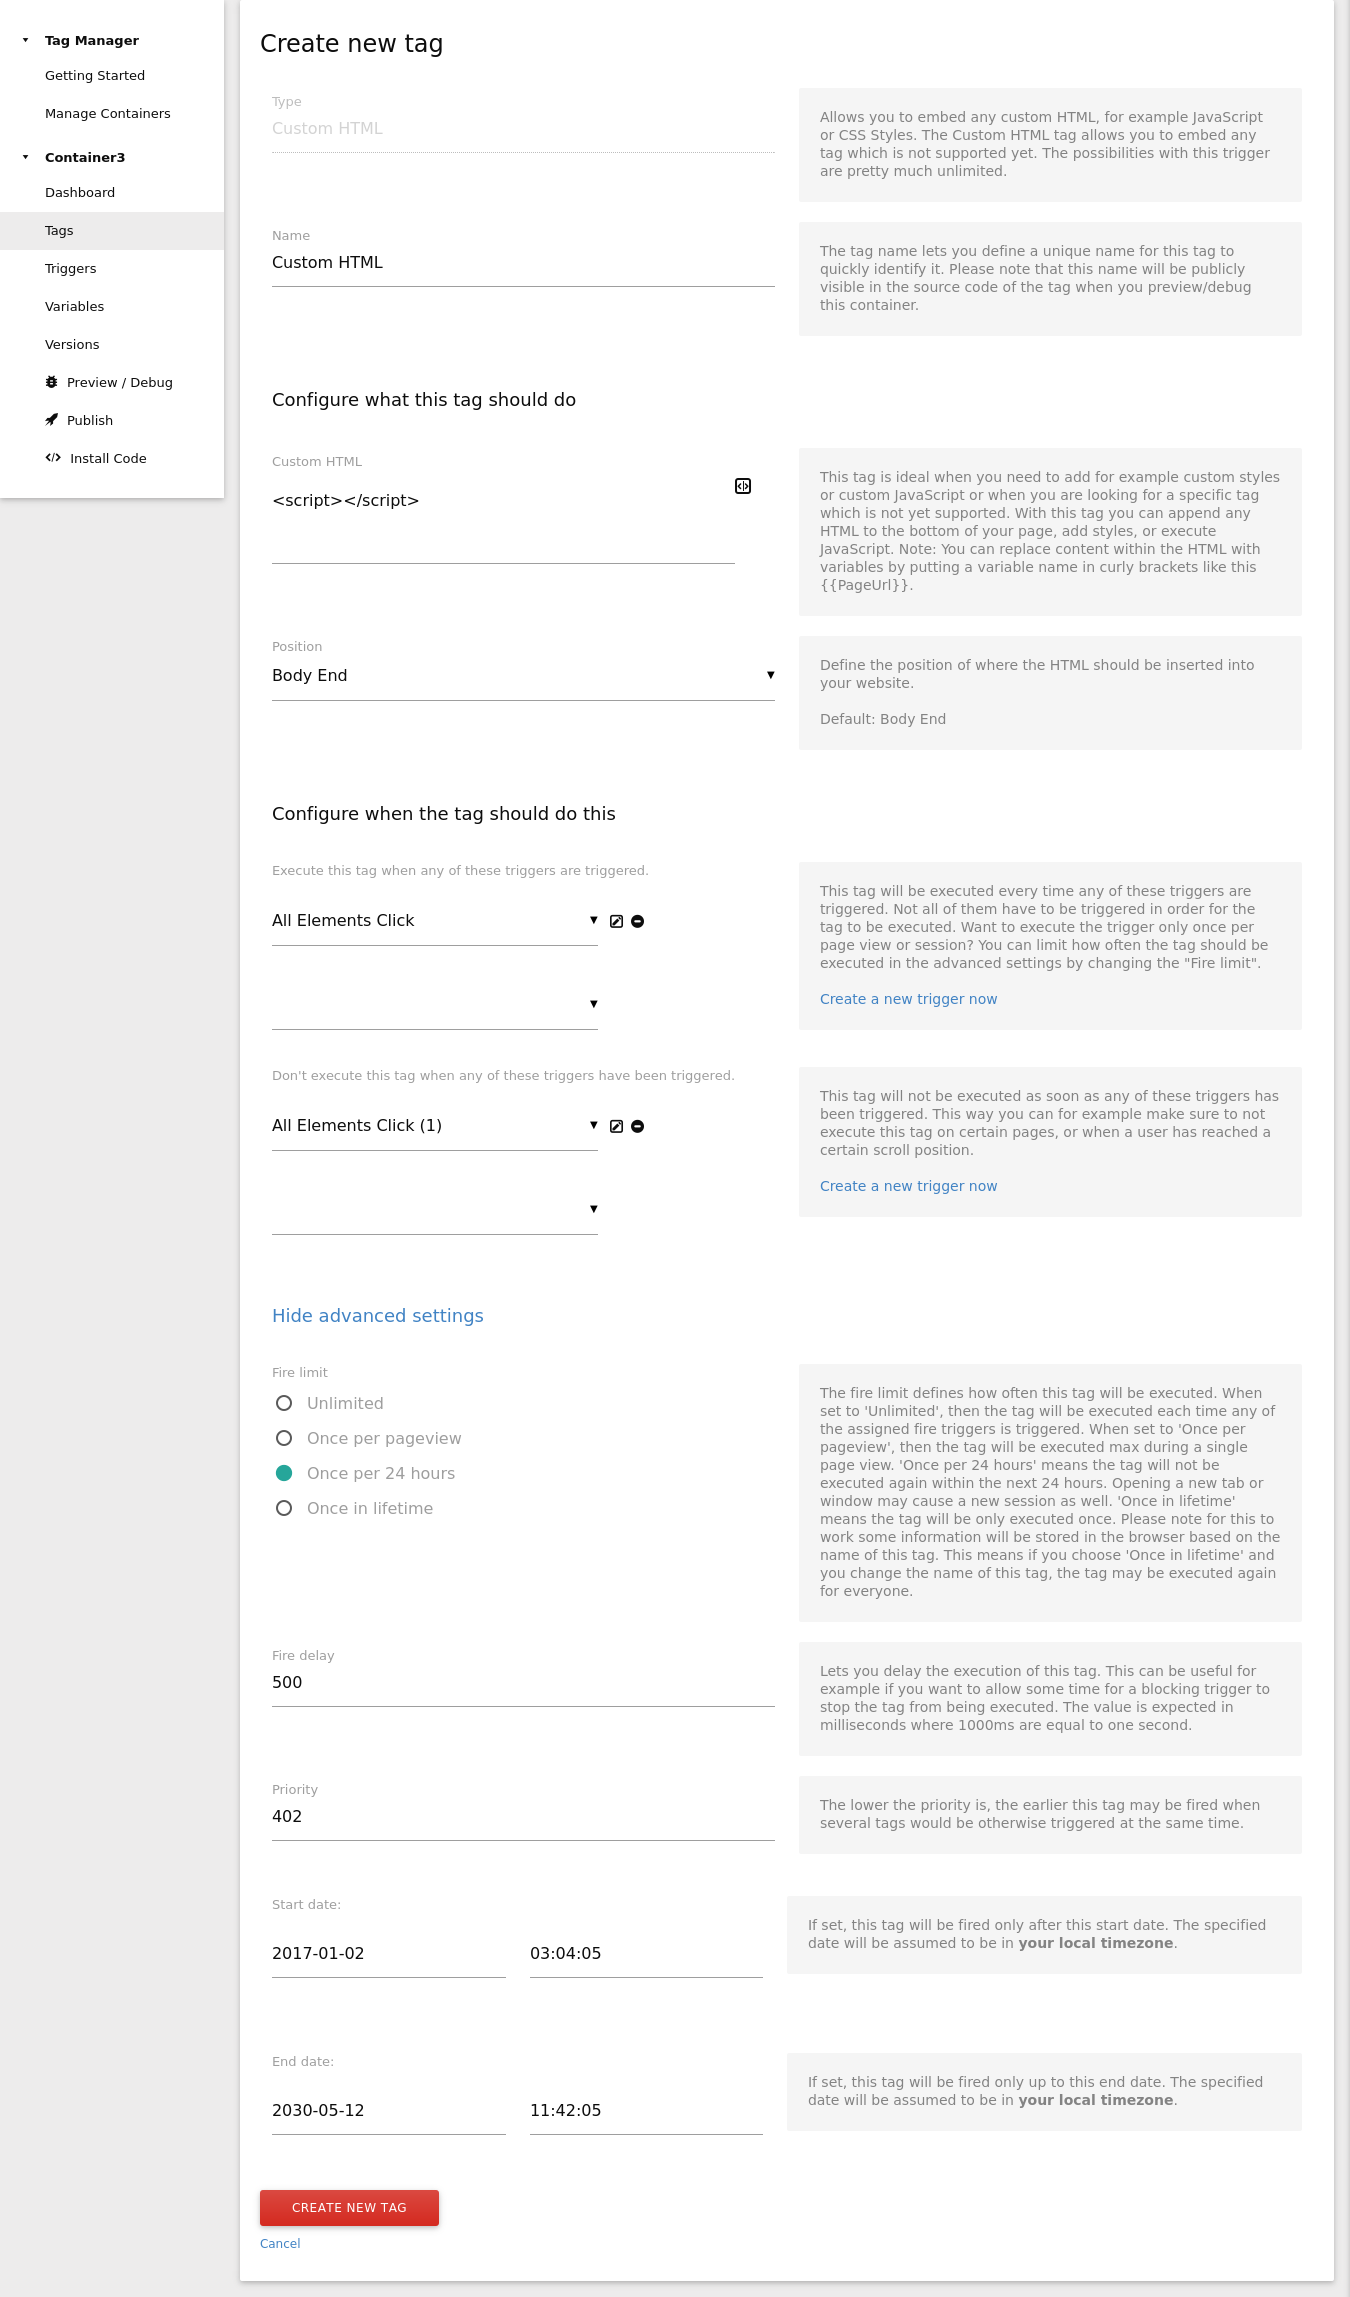 Tag Manager
Getting Started
Manage Containers
Container3
Dashboard
Tags
Triggers
Variables
Versions
Preview / Debug
Publish
Install Code
Create new tag
Type
Custom HTML
Allows you to embed any custom HTML, for example JavaScript
or CSS Styles. The Custom HTML tag allows you to embed any
tag which is not supported yet. The possibilities with this trigger
are pretty much unlimited.
Name
Custom HTML
The tag name lets you define a unique name for this tag to
quickly identify it. Please note that this name will be publicly
visible in the source code of the tag when you preview/debug
this container.
Configure what this tag should do
Custom HTML
<script></script>
This tag is ideal when you need to add for example custom styles
or custom JavaScript or when you are looking for a specific tag
which is not yet supported. With this tag you can append any
HTML to the bottom of your page, add styles, or execute
JavaScript. Note: You can replace content within the HTML with
variables by putting a variable name in curly brackets like this
{{PageUrl}}.
Position
Body End
Define the position of where the HTML should be inserted into
your website.
Default: Body End
Configure when the tag should do this
Execute this tag when any of these triggers are triggered.
All Elements Click
This tag will be executed every time any of these triggers are
triggered. Not all of them have to be triggered in order for the
tag to be executed. Want to execute the trigger only once per
page view or session? You can limit how often the tag should be
executed in the advanced settings by changing the "Fire limit".
Create a new trigger now
Don't execute this tag when any of these triggers have been triggered.
All Elements Click (1)
This tag will not be executed as soon as any of these triggers has
been triggered. This way you can for example make sure to not
execute this tag on certain pages, or when a user has reached a
certain scroll position.
Create a new trigger now
Hide advanced settings
Fire limit
Unlimited
Once per pageview
Once per 24 hours
Once in lifetime
The fire limit defines how often this tag will be executed. When
set to 'Unlimited', then the tag will be executed each time any of
the assigned fire triggers is triggered. When set to 'Once per
pageview', then the tag will be executed max during a single
page view. 'Once per 24 hours' means the tag will not be
executed again within the next 24 hours. Opening a new tab or
window may cause a new session as well. 'Once in lifetime'
means the tag will be only executed once. Please note for this to
work some information will be stored in the browser based on the
name of this tag. This means if you choose 'Once in lifetime' and
you change the name of this tag, the tag may be executed again
for everyone.
Fire delay
500
Lets you delay the execution of this tag. This can be useful for
example if you want to allow some time for a blocking trigger to
stop the tag from being executed. The value is expected in
milliseconds where 1000ms are equal to one second.
Priority
402
The lower the priority is, the earlier this tag may be fired when
several tags would be otherwise triggered at the same time.
Start date:
2017-01-02
03:04:05
If set, this tag will be fired only after this start date. The specified
date will be assumed to be in your local timezone.
End date:
2030-05-12
11:42:05
If set, this tag will be fired only up to this end date. The specified
date will be assumed to be in your local timezone.
CREATE NEW TAG
Cancel